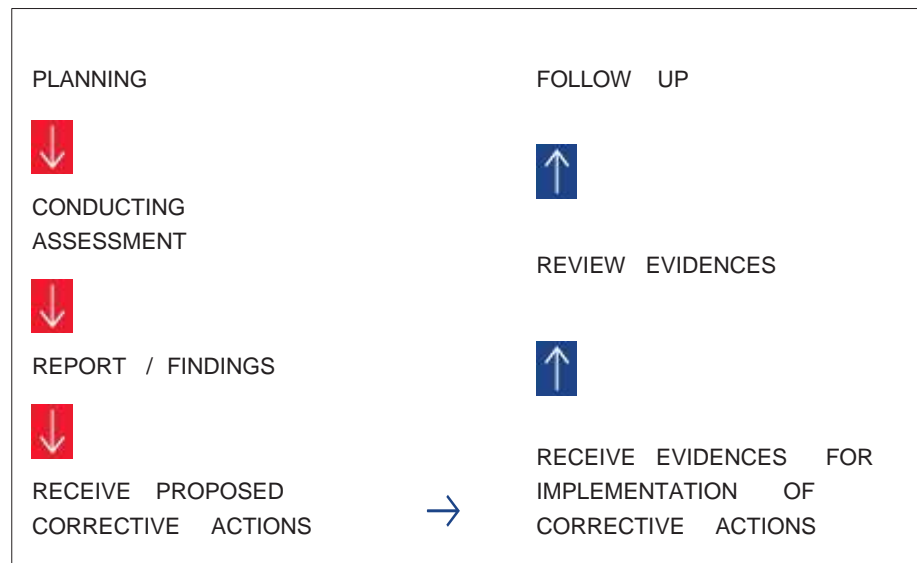 PLANNING
CONDUCTING
ASSESSMENT
REPORT / FINDINGS
RECEIVE PROPOSED
CORRECTIVE ACTIONS
RECEIVE EVIDENCES FOR
IMPLEMENTATION OF
CORRECTIVE ACTIONS
REVIEW EVIDENCES
FOLLOW UP